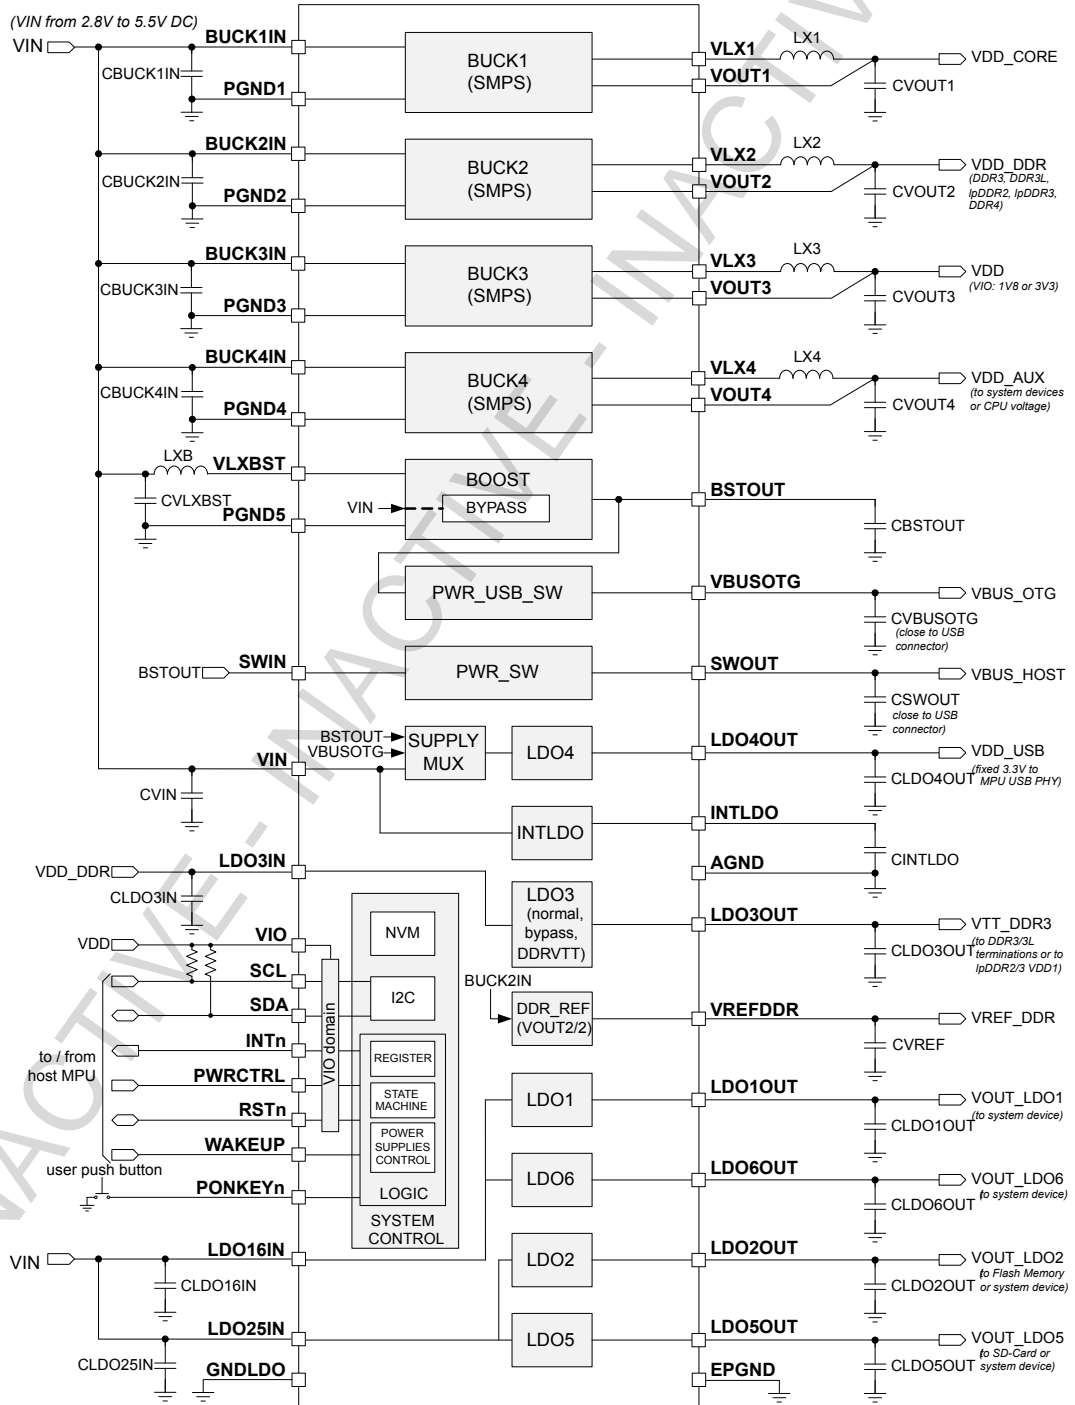 (VIN from 2.8V to 5.5V DC)
VIN
BUCK1IN
CBUCK1IN
PGND1
BUCK1
(SMPS)
VLX1
VOUT1
LX1
CVOUT1
VDD_CORE
BUCK2IN
CBUCK2IN
PGND2
BUCK2
(SMPS)
VLX2
VOUT2
LX2
CVOUT2
VDD_DDR
(DDR3, DDR3L,
lpDDR2, lpDDR3,
DDR4)
BUCK3IN
CBUCK3IN
PGND3
BUCK3
(SMPS)
VLX3
VOUT3
LX3
CVOUT3
VDD
(VIO: 1V8 or 3V3)
BUCK4IN
CBUCK4IN
PGND4
BUCK4
(SMPS)
VLX4
VOUT4
LX4
CVOUT4
VDD_AUX
(to system devices
or CPU voltage)
LXB
VLXBST
CVLXBST
PGND5
BOOST
VIN
BYPASS
BSTOUT
CBSTOUT
PWR_USB_SW
VBUSOTG
VBUS_OTG
CVBUSOTG
(close to USB
connector)
BSTOUT
SWIN
PWR_SW
SWOUT
VBUS_HOST
CSWOUT
close to USB
connector)
BSTOUT
VBUSOTG
VIN
CVIN
SUPPLY
MUX
LDO4
LDO4OUT
VDD_USB
CLDO4OUT
(fixed 3.3V to
MPU USB PHY)
INTLDO
INTLDO
CINTLDO
AGND
VDD_DDR
LDO3IN
CLDO3IN
LDO3
(normal,
bypass,
DDRVTT)
LDO3OUT
VTT_DDR3
CLDO3OUT
(to DDR3/3L
terminations or to
lpDDR2/3 VDD1)
BUCK2IN
DDR_REF
(VOUT2/2)
VREFDDR
VREF_DDR
CVREF
VDD
VIO
SCL
SDA
INTn
PWRCTRL
RSTn
WAKEUP
PONKEYn
to / from
host MPU
user push button
VIO domain
NVM
I2C
REGISTER
STATE
MACHINE
POWER
SUPPLIES
CONTROL
LOGIC
SYSTEM
CONTROL
LDO1
LDO1OUT
VOUT_LDO1
(to system device)
CLDO1OUT
LDO6
LDO6OUT
VOUT_LDO6
to system device)
CLDO6OUT
VIN
LDO16IN
CLDO16IN
LDO2
LDO2OUT
VOUT_LDO2
to Flash Memory
or system device)
CLDO2OUT
LDO25IN
CLDO25IN
LDO5
LDO5OUT
VOUT_LDO5
to SD-Card or
system device)
CLDO5OUT
GNDLDO
EPGND
INACTIVE - INACTIVE - INACTIVE